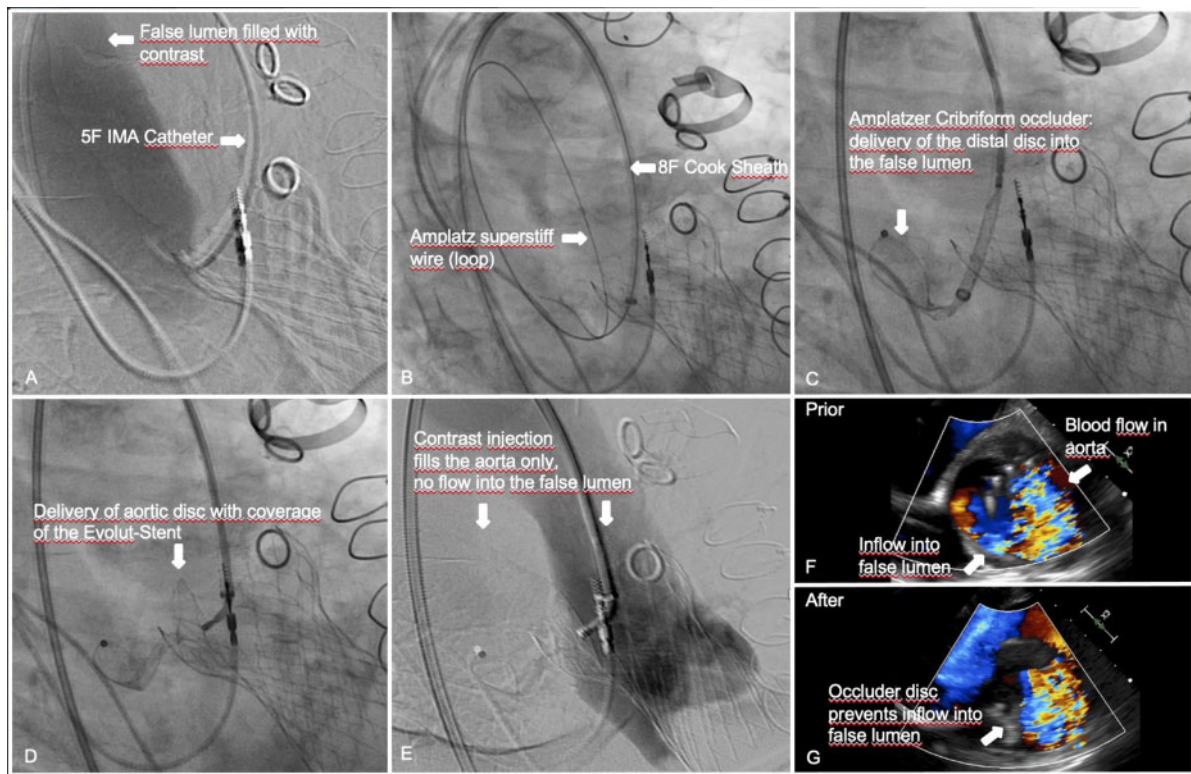 False lumen filled with
contrast
5F IMA Catheter
A
8F Cook Sheath
Amplatz superstiff
wire (loop)
B
Amplatzer Cribriform occluder:
delivery of the distal disc into
the false lumen
C
Delivery of aortic disc with coverage
of the Evolut-Stent
D
Contrast injection
fills the aorta only,
no flow into the false lumen
E
Prior
Blood flow in
aorta
Inflow into
false lumen
F
After
Occluder disc
prevents inflow into
false lumen
G